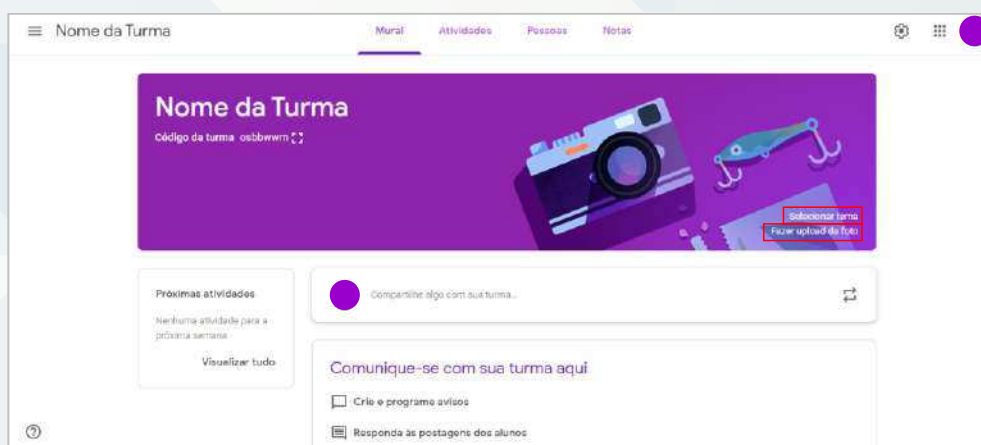 Nome da Turma
Mural Atividades Pessoas Notas
Nome da Turma
Código da turma osbbwwm
Selecionar tema
Fazer upload da foto
Próximas atividades
Nenhuma atividade para a
próxima semana
Visualizar tudo
Compartilhe algo com sua turma...
Comunique-se com sua turma aqui
Crie e programe avisos
Responda às postagens dos alunos